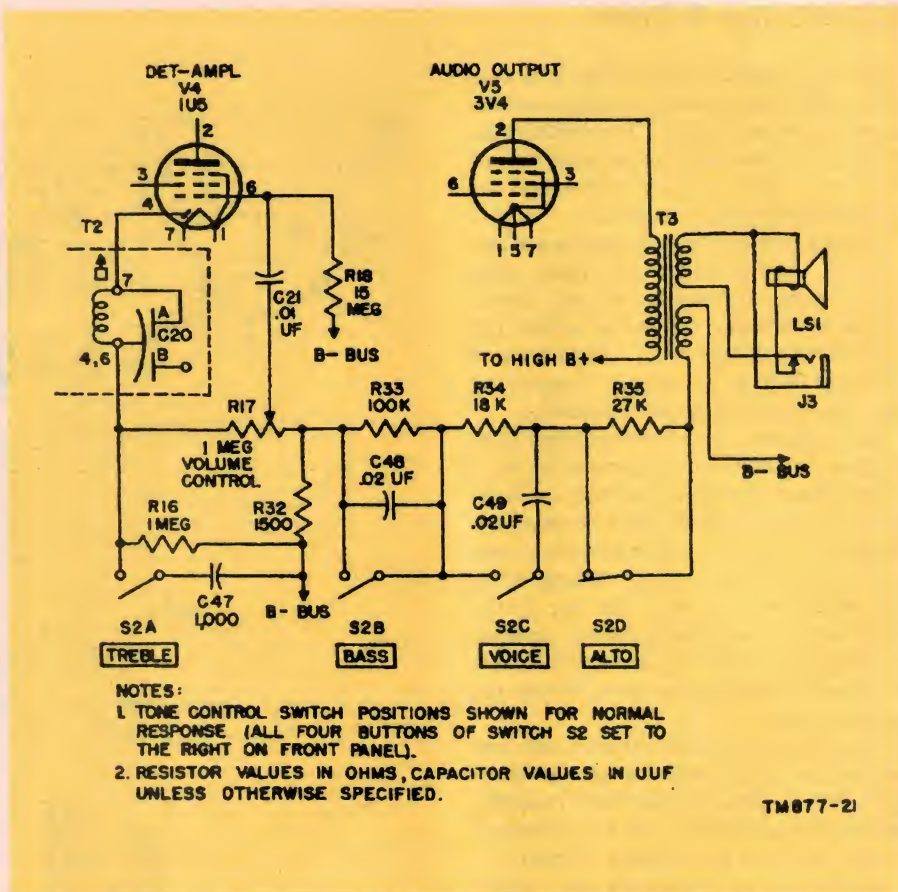 DET-AMPL
V4
1U5
AUDIO OUTPUT
V5
3V4
2
2
3
6
6
3
4
7
1
1 5 7
T2
T3
7
A
C20
B
4,6
C21
.01
UF
R18
15
MEG
B- BUS
LS1
TO HIGH B+
J3
R17
1 MEG
VOLUME
CONTROL
R33
100K
R34
18 K
R35
27 K
B- BUS
C48
.02 UF
C49
.02UF
R16
1MEG
R32
1500
C47
1,000
B- BUS
S2A
S2B
S2C
S2D
TREBLE
BASS
VOICE
ALTO
NOTES:
1. TONE CONTROL SWITCH POSITIONS SHOWN FOR NORMAL
RESPONSE (ALL FOUR BUTTONS OF SWITCH S2 SET TO
THE RIGHT ON FRONT PANEL).
2. RESISTOR VALUES IN OHMS, CAPACITOR VALUES IN UUF
UNLESS OTHERWISE SPECIFIED.
TM877-21